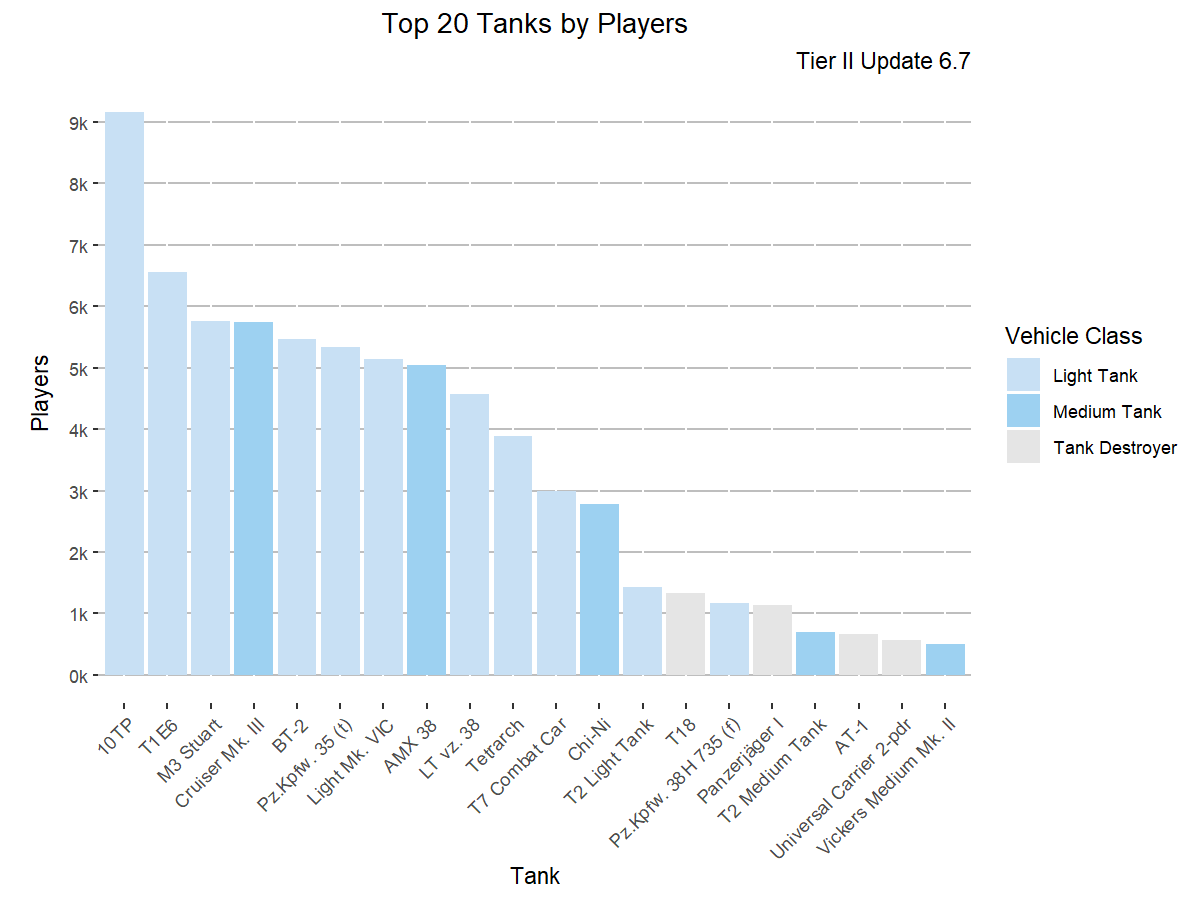 Top 20 Tanks by Players
Tier II Update 6.7
9k
8k
7k
6k
5k
4k
3k
2k
1k
0k
Players
10TP
T1E6
M3 Stuart
Cruiser Mk. III
BT-2
Pz.Kpfw. 35 (t)
Light Mk. VIC
AMX 38
LT vz. 38
Tetrarch
T7 Combat Car
Chi-Ni
T2 Light Tank
T18
Pz.Kpfw. 38H 735 (f)
Panzerjäger I
T2 Medium Tank
AT-1
Universal Carrier 2-pdr
Vickers Medium Mk. II
Tank
Vehicle Class
Light Tank
Medium Tank
Tank Destroyer